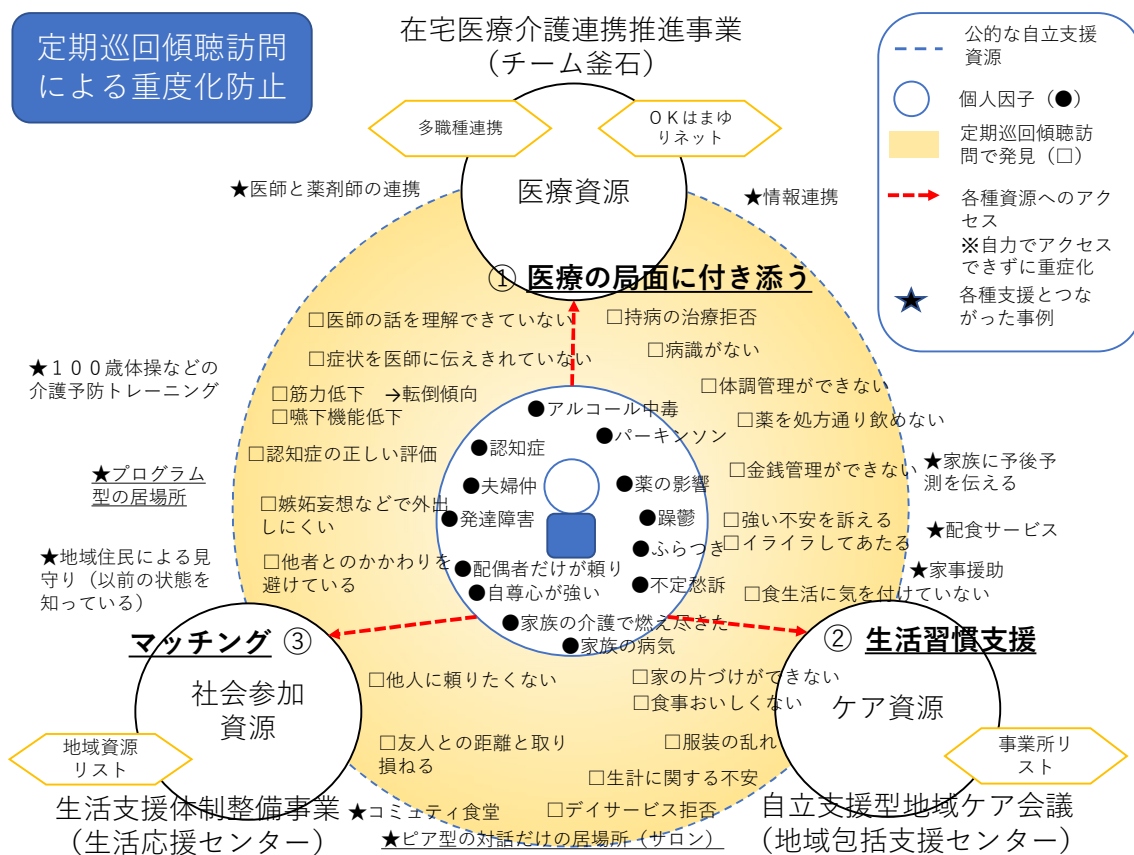 定期巡回傾聴訪問
による重度化防止
在宅医療介護連携推進事業
（チーム釜石）
多職種連携
ＯＫはまゆ
りネット
医療資源
公的な自立支援
資源
個人因子（●）
定期巡回傾聴訪
問で発見（□）
各種資源へのアク
セス
※自力でアクセス
できずに重症化
各種支援とつな
がった事例
★医師と薬剤師の連携
★情報連携
① 医療の局面に付き添う
□医師の話を理解できていない
□持病の治療拒否
□症状を医師に伝えきれていない
□病識がない
★１００歳体操などの
介護予防トレーニング
□筋力低下　→転倒傾向
□嚥下機能低下
□体調管理ができない
□薬を処方通り飲めない
●アルコール中毒
●パーキンソン
●認知症
□認知症の正しい評価
□金銭管理ができない
★家族に予後予
測を伝える
★プログラム
型の居場所
●夫婦仲
●薬の影響
□嫉妬妄想などで外出
しにくい
●発達障害
●躁鬱
□強い不安を訴える
□イライラしてあたる
★配食サービス
●ふらつき
★地域住民による見
守り（以前の状態を
知っている）
□他者とのかかわりを
避けている
●配偶者だけが頼り
●自尊心が強い
●不定愁訴
★家事援助
□食生活に気を付けていない
●家族の介護で燃え尽きた
●家族の病気
マッチング ③
② 生活習慣支援
社会参加
資源
ケア資源
□他人に頼りたくない
□家の片づけができない
□食事おいしくない
地域資源
リスト
事業所リ
スト
□友人との距離と取り
損ねる
□服装の乱れ
□生計に関する不安
生活支援体制整備事業
（生活応援センター）
★コミュティ食堂
□デイサービス拒否
★ピア型の対話だけの居場所（サロン）
自立支援型地域ケア会議
（地域包括支援センター）